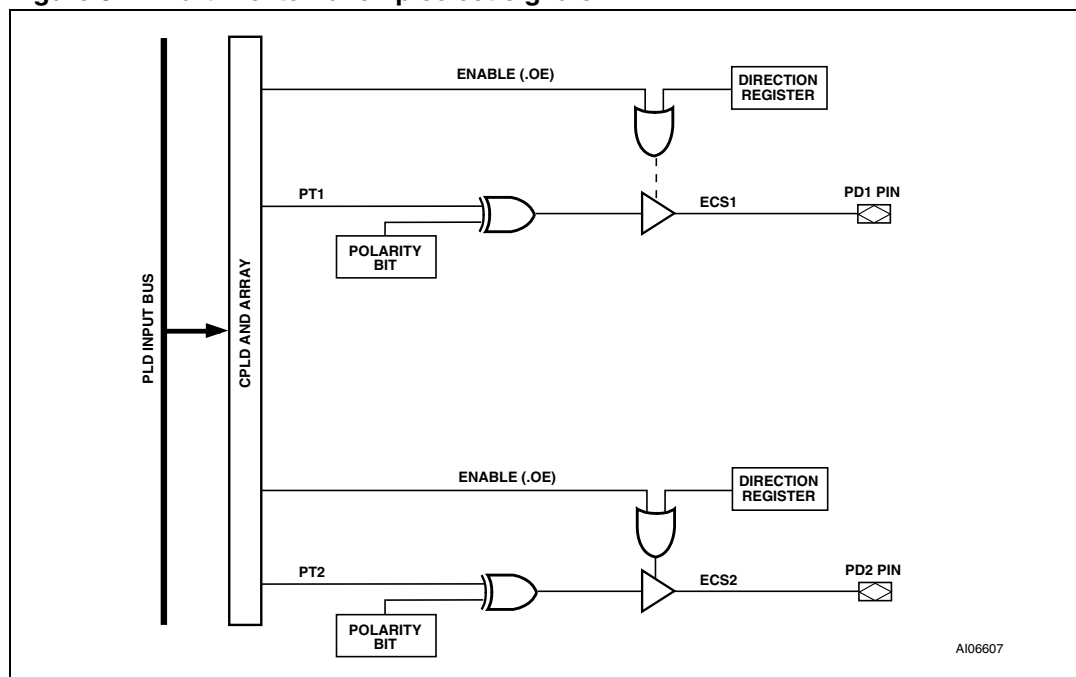 ENABLE (.OE)
DIRECTION
REGISTER
PT1
ECS1
PD1 PIN
POLARITY
BIT
PLD INPUT BUS
CPLD AND ARRAY
ENABLE (.OE)
DIRECTION
REGISTER
PT2
ECS2
PD2 PIN
POLARITY
BIT
AI06607